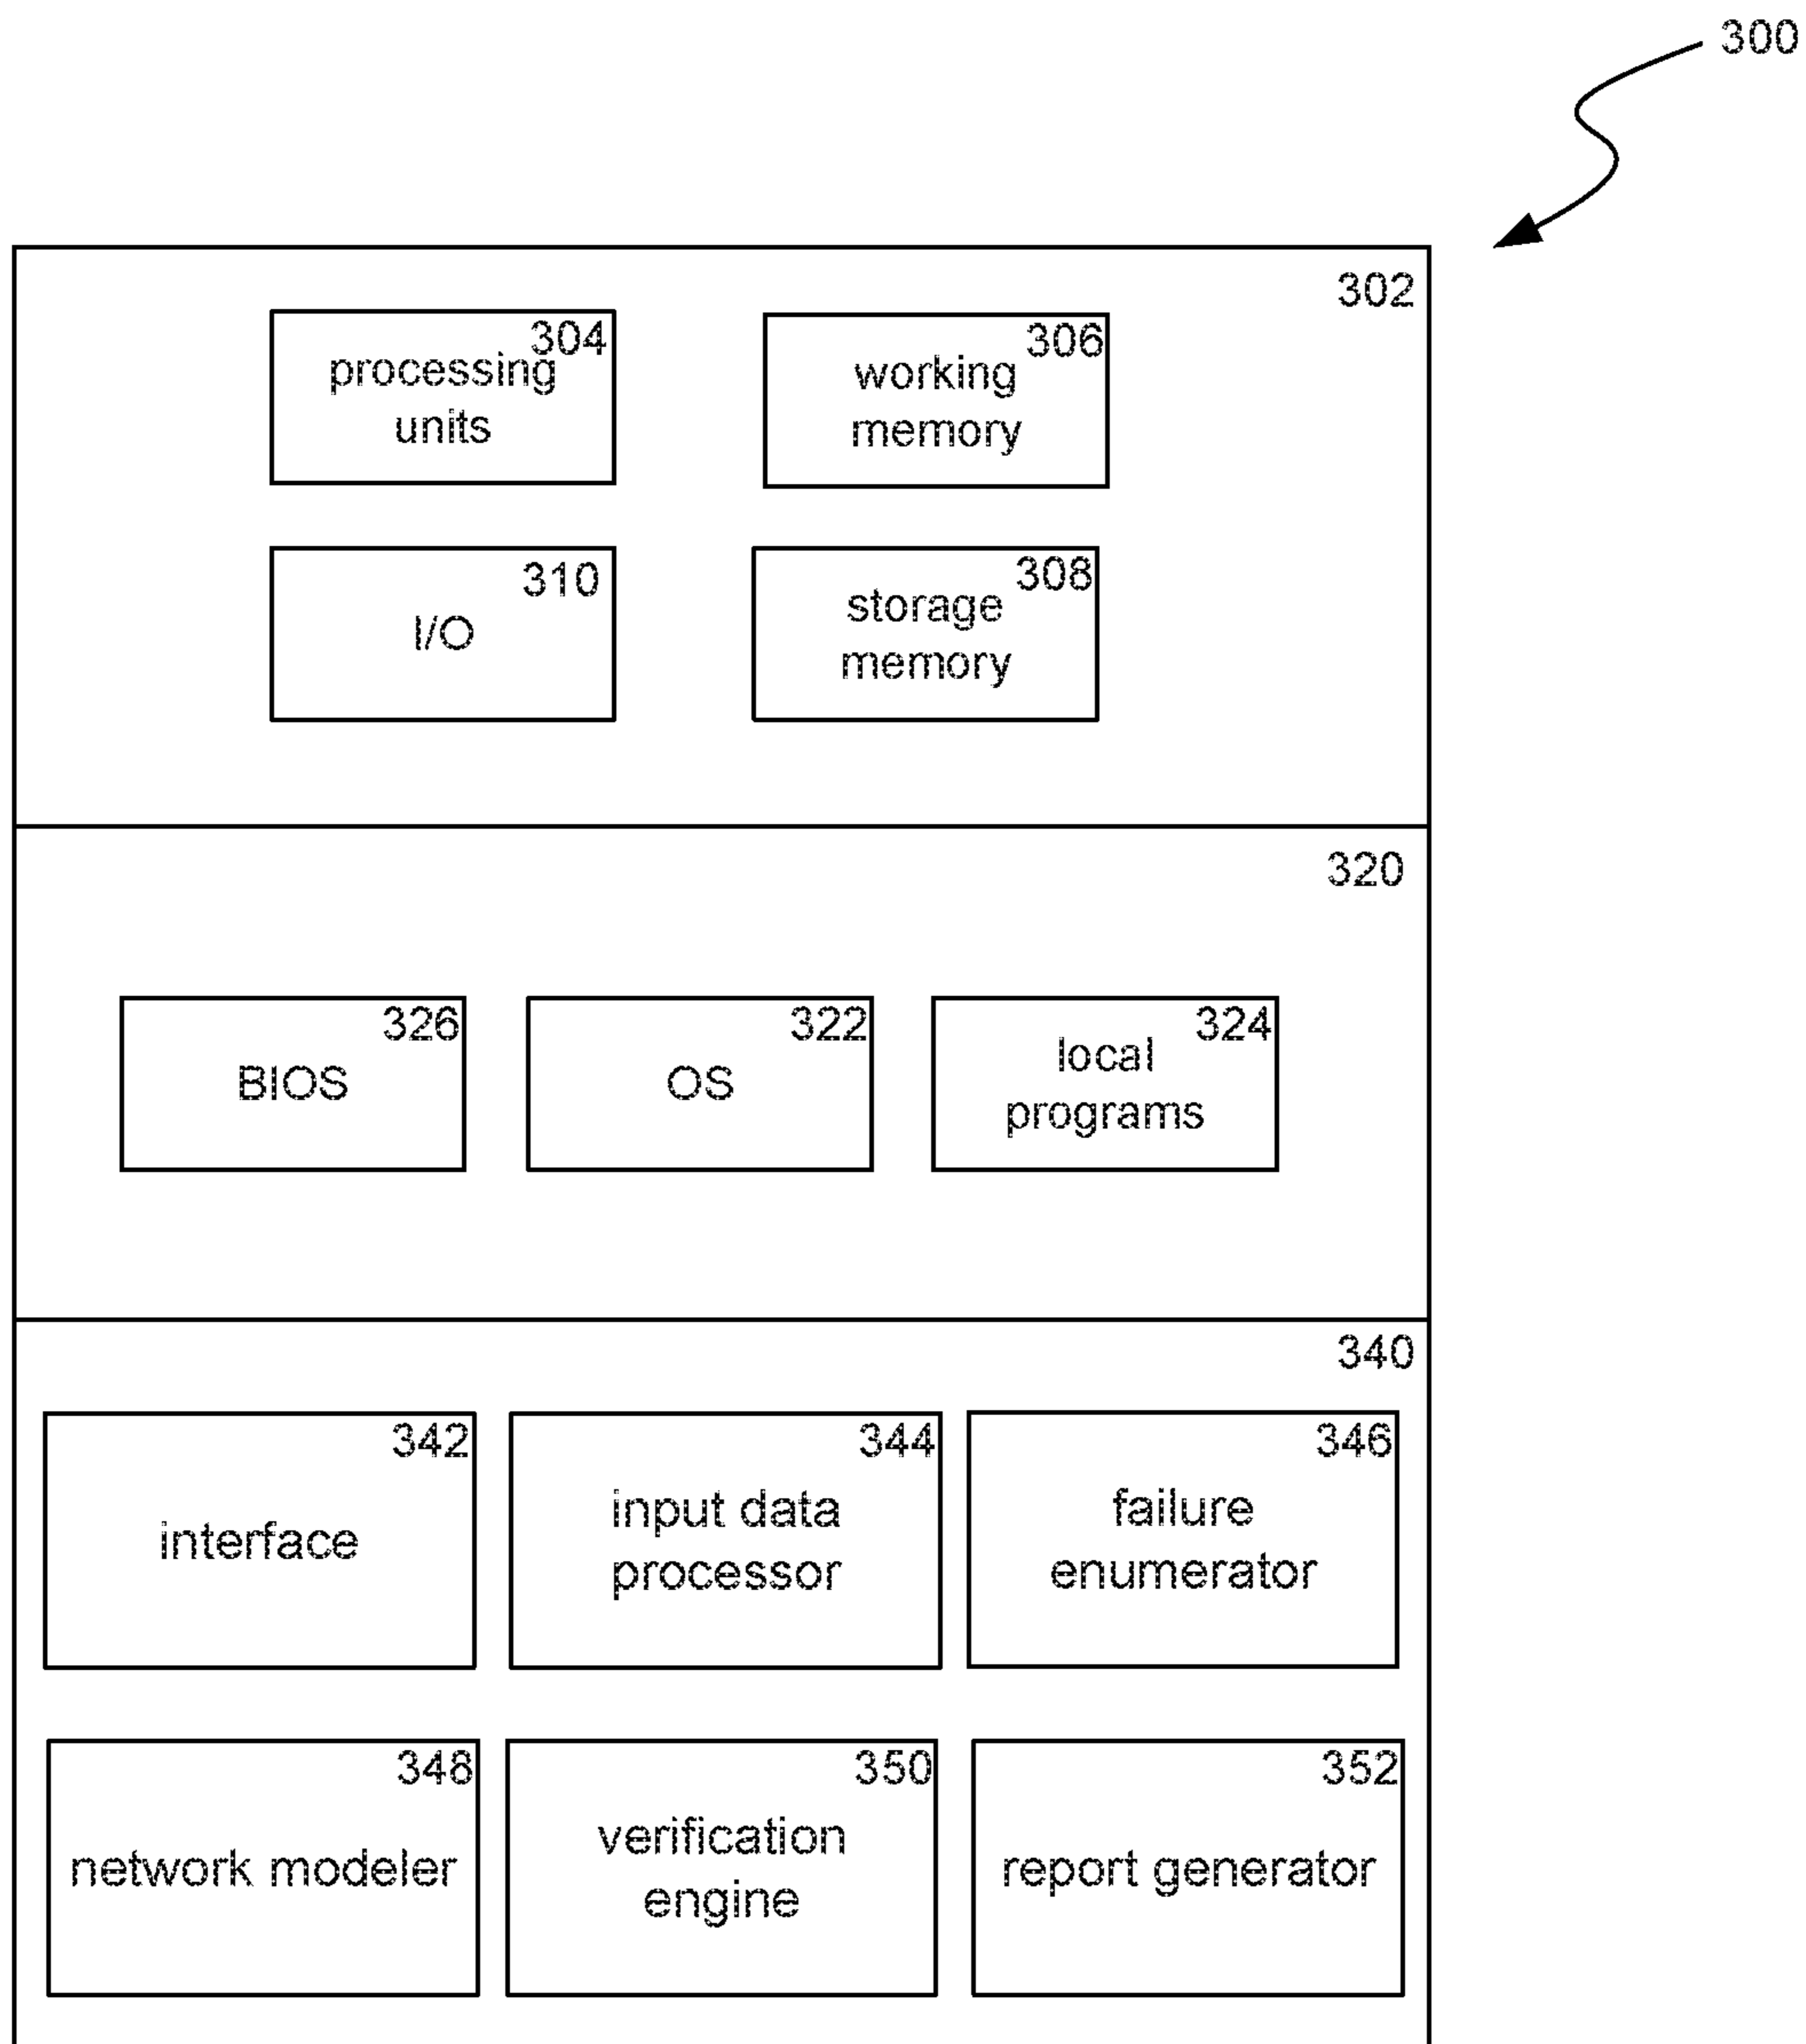 300
302
304
processing
units
306
working
memory
310
I/O
308
storage
memory
320
326
BIOS
322
OS
324
local
programs
340
342
interface
344
input data
processor
346
failure
enumerator
348
network modeler
350
verification
engine
352
report generator